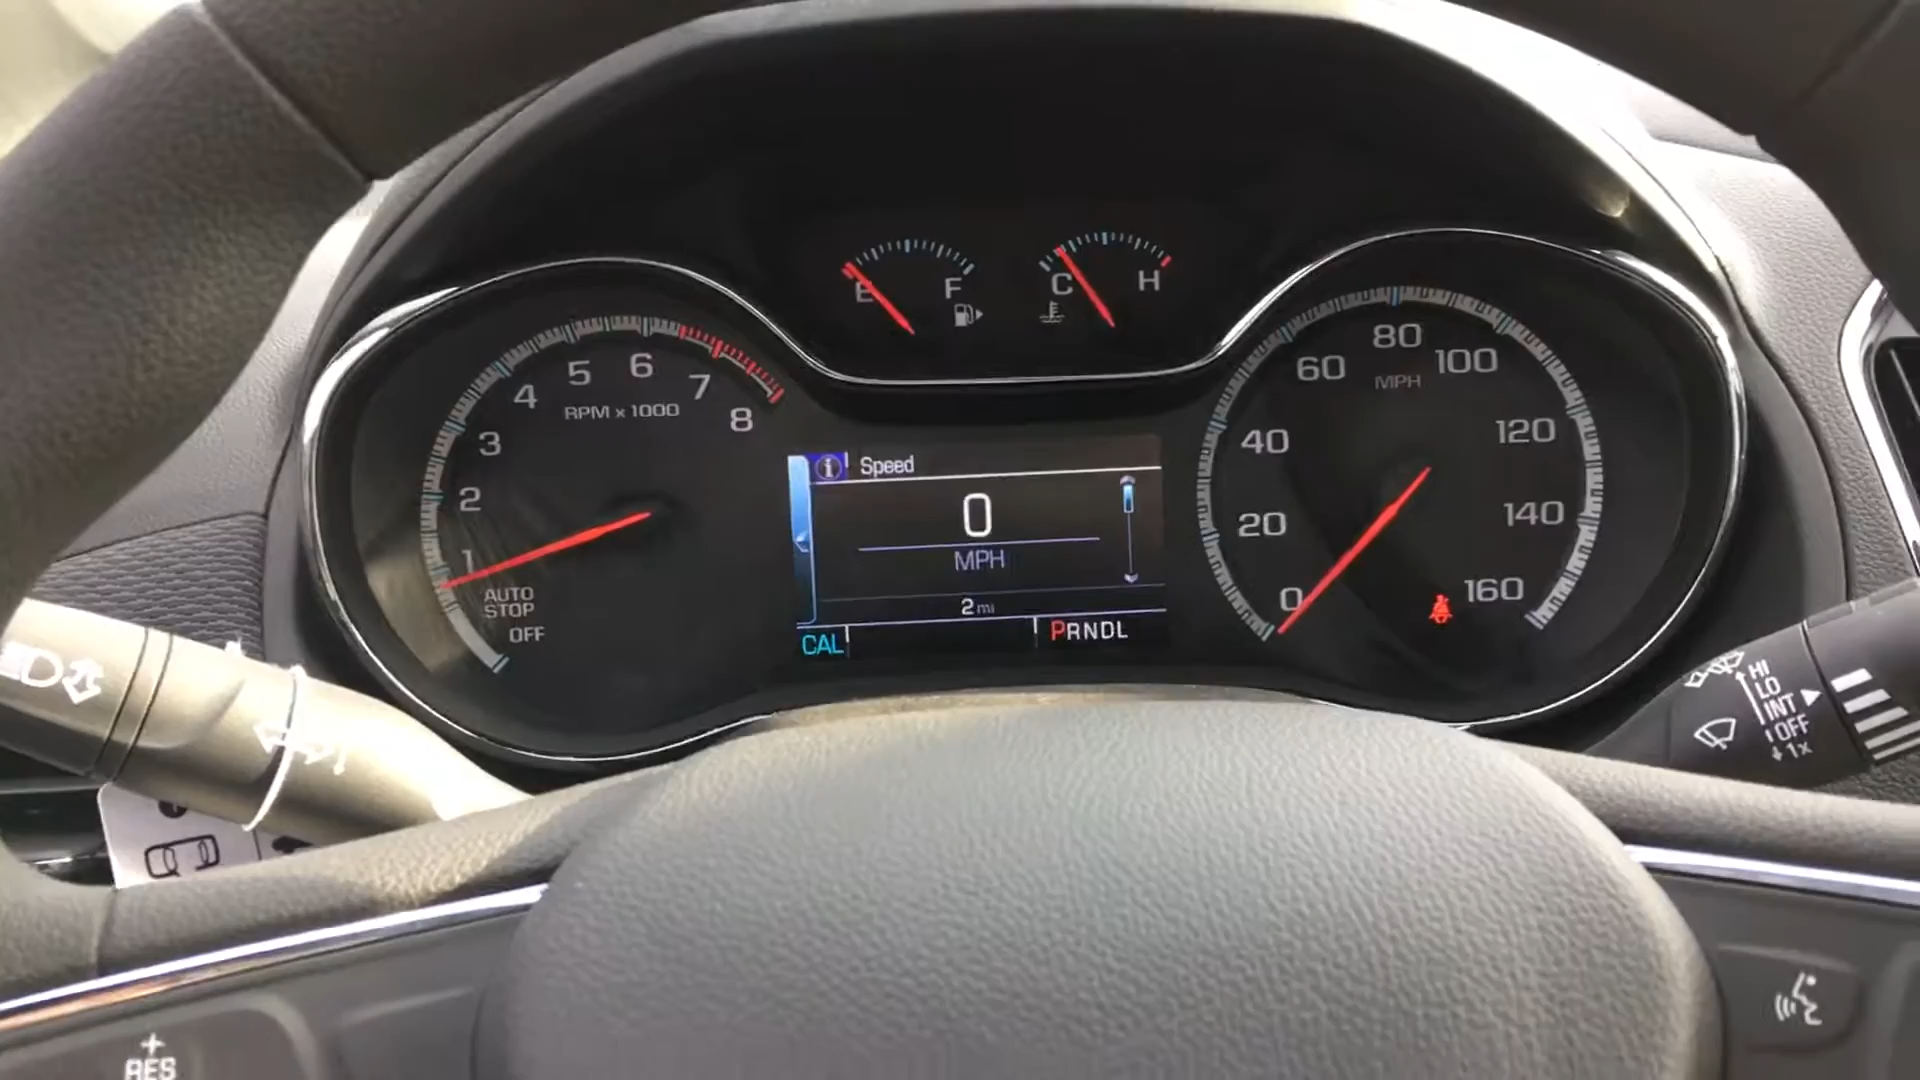 E F
C H
1 2 3 4 5 6 7 8
RPM x 1000
AUTO
STOP
OFF
Speed
0
MPH
2 mi
CAL
PRNDL
0 20 40 60 80 100 120 140 160
MPH
HI
LO
INT
OFF
1x
+
RES